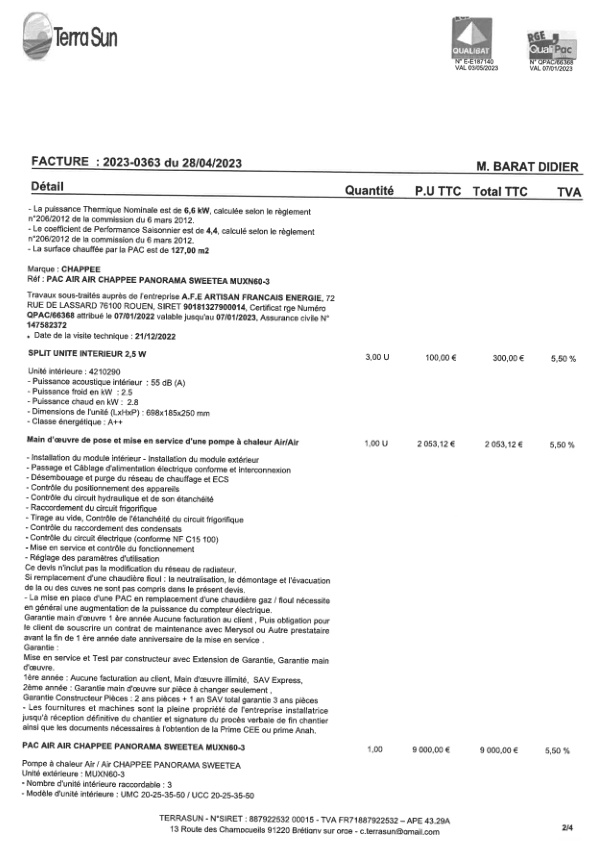 Terra Sun
RGE
QUALIBAT
N° E-E187140
VAL 03/05/2023
RGE
QualiPac
N° QPAC/66368
VAL 07/01/2023
FACTURE : 2023-0363 du 28/04/2023
M. BARAT DIDIER
Détail Quantité P.U TTC Total TTC TVA
- La puissance Thermique Nominale est de 6,6 kW, calculée selon le règlement
n°206/2012 de la commission du 6 mars 2012.
- Le coefficient de Performance Saisonnier est de 4,4, calculé selon le règlement
n°206/2012 de la commission du 6 mars 2012.
- La surface chauffée par la PAC est de 127,00 m2
Marque : CHAPPEE
Réf : PAC AIR AIR CHAPPEE PANORAMA SWEETEA MUXN60-3
Travaux sous-traités auprès de l'entreprise A.F.E ARTISAN FRANCAIS ENERGIE, 72
RUE DE LASSARD 76100 ROUEN, SIRET 90181327900014, Certificat rge Numéro
QPAC/66368 attribué le 07/01/2022 valable jusqu'au 07/01/2023, Assurance civile N°
147582372
• Date de la visite technique : 21/12/2022
SPLIT UNITE INTERIEUR 2,5 W 3,00 U 100,00 € 300,00 € 5,50 %
Unité intérieure : 4210290
- Puissance acoustique intérieur : 55 dB (A)
- Puissance froid en kW : 2.5
- Puissance chaud en kW : 2.8
- Dimensions de l'unité (LxHxP) : 698x185x250 mm
- Classe énergétique : A++
Main d'œuvre de pose et mise en service d'une pompe à chaleur Air/Air 1,00 U 2 053,12 € 2 053,12 € 5,50 %
- Installation du module intérieur - Installation du module extérieur
- Passage et Câblage d'alimentation électrique conforme et interconnexion
- Désembouage et purge du réseau de chauffage et ECS
- Contrôle du positionnement des appareils
- Contrôle du circuit hydraulique et de son étanchéité
- Raccordement du circuit frigorifique
- Tirage au vide, Contrôle de l'étanchéité du circuit frigorifique
- Contrôle du raccordement des condensats
- Contrôle du circuit électrique (conforme NF C15 100)
- Mise en service et contrôle du fonctionnement
- Réglage des paramètres d'utilisation
Ce devis n'inclut pas la modification du réseau de radiateur.
Si remplacement d'une chaudière fioul : la neutralisation, le démontage et l'évacuation
de la ou des cuves ne sont pas compris dans le présent devis.
- La mise en place d'une PAC en remplacement d'une chaudière gaz / fioul nécessite
en général une augmentation de la puissance du compteur électrique.
Garantie main d'œuvre 1 ère année Aucune facturation au client , Puis obligation pour
le client de souscrire un contrat de maintenance avec Merysol ou Autre prestataire
avant la fin de 1 ère année date anniversaire de la mise en service .
Garantie :
Mise en service et Test par constructeur avec Extension de Garantie, Garantie main
d'œuvre.
1ère année : Aucune facturation au client, Main d'œuvre illimité, SAV Express,
2ème année : Garantie main d'œuvre sur pièce à changer seulement ,
Garantie Constructeur Pièces : 2 ans pièces + 1 an SAV total garantie 3 ans pièces
- Les fournitures et machines sont la pleine propriété de l'entreprise installatrice
jusqu'à réception définitive du chantier et signature du procès verbale de fin chantier
ainsi que les documents nécessaires à l'obtention de la Prime CEE ou prime Anah.
PAC AIR AIR CHAPPEE PANORAMA SWEETEA MUXN60-3 1,00 9 000,00 € 9 000,00 € 5,50 %
Pompe à chaleur Air / Air CHAPPEE PANORAMA SWEETEA
Unité extérieure : MUXN60-3
- Nombre d'unité intérieure raccordable : 3
- Modèle d'unité intérieure : UMC 20-25-35-50 / UCC 20-25-35-50
TERRASUN - N°SIRET : 887922532 00015 - TVA FR71887922532 – APE 43.29A
13 Route des Champcueils 91220 Brétigny sur orge - c.terrasun@gmail.com
2/4